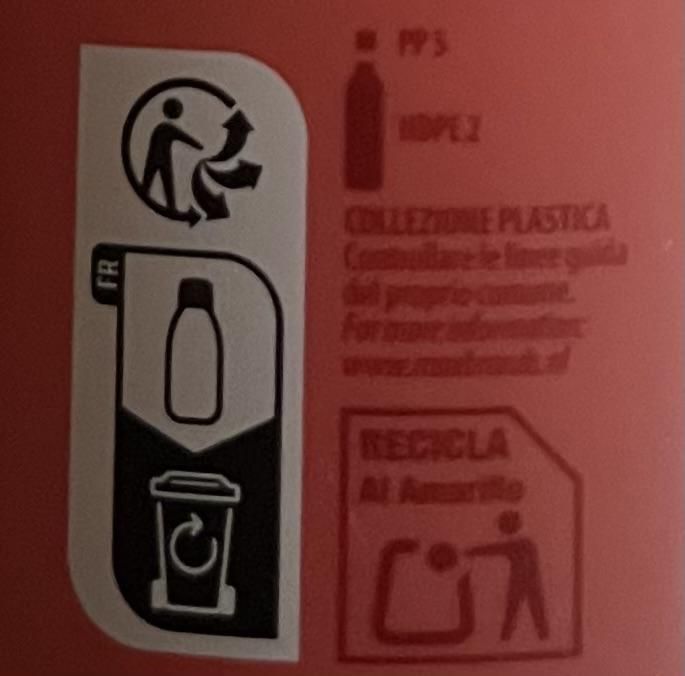 FR
PP 5
HDPE 2
COLLEZIONE PLASTICA
Controllare le linee guida
del proprio comune.
For more information:
RECICLA
Al Amarillo